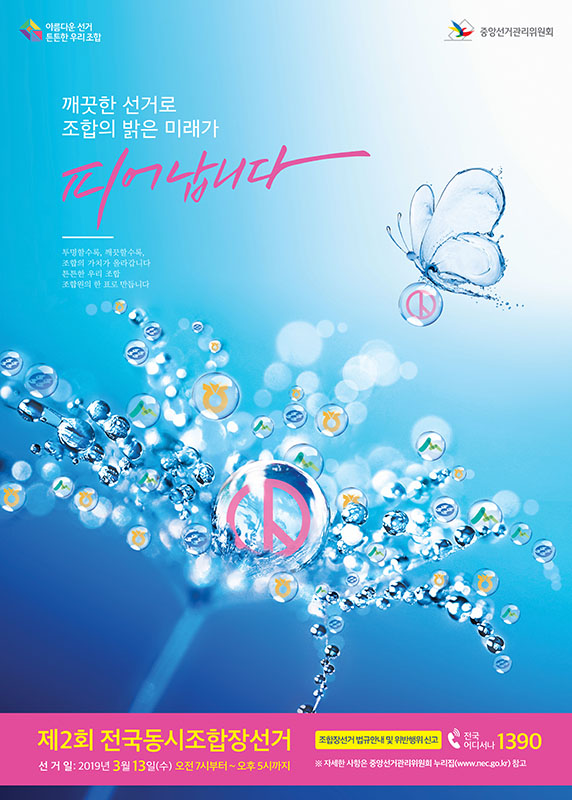 아름다운 선거
튼튼한 우리 조합
중앙선거관리위원회
깨끗한 선거로
조합의 밝은 미래가
피어납니다
투명할수록, 깨끗할수록,
조합의 가치가 올라갑니다
튼튼한 우리 조합
조합원의 한 표로 만듭니다
제2회 전국동시조합장선거
선거일: 2019년 3월 13일(수) 오전 7시부터~오후 5시까지
조합장선거 법규안내 및 위반행위 신고
전국
어디서나
1390
※ 자세한 사항은 중앙선거관리위원회 누리집(www.nec.go.kr) 참고